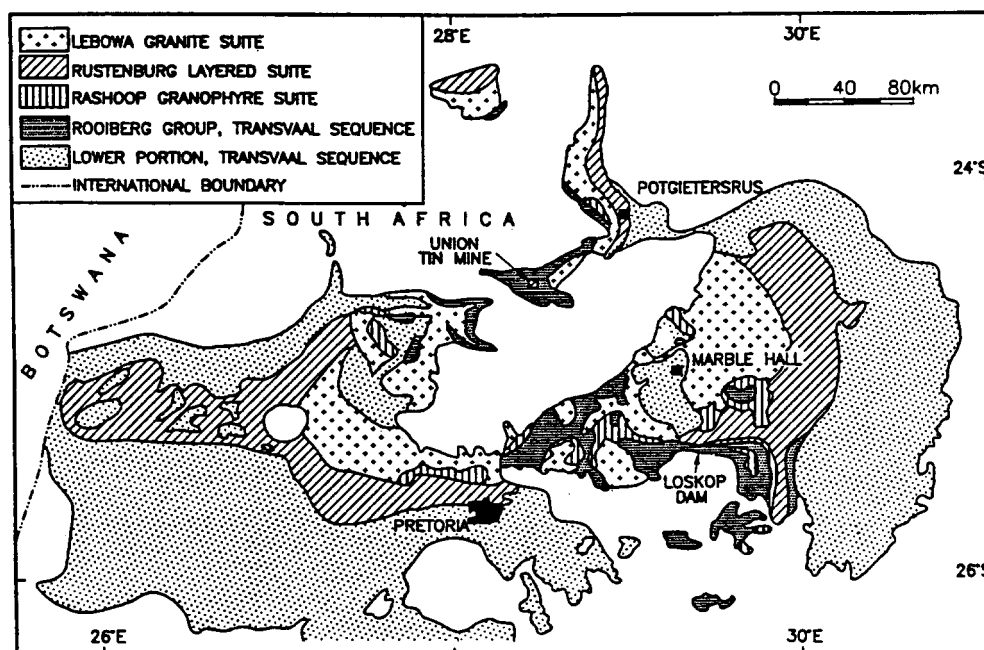 28°E
30°E
LEBOWA GRANITE SUITE
RUSTENBURG LAYERED SUITE
RASHOOP GRANOPHYRE SUITE
ROOIBERG GROUP, TRANSVAAL SEQUENCE
LOWER PORTION, TRANSVAAL SEQUENCE
INTERNATIONAL BOUNDARY
0 40 80km
24°S
POTGIETERSRUS
SOUTH AFRICA
UNION
TIN MINE
BOTSWANA
MARBLE HALL
LOSKOP
DAM
PRETORIA
26°S
26°E
30°E